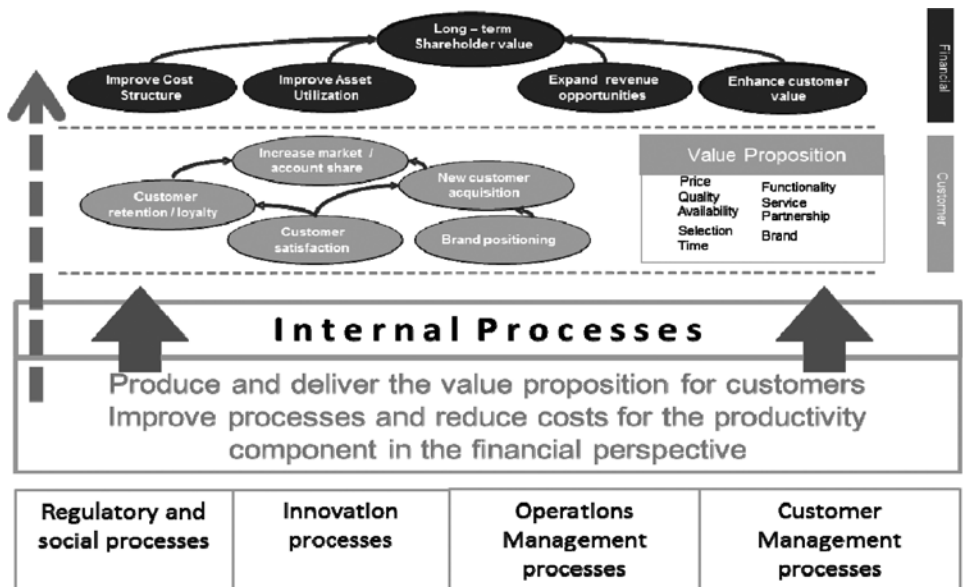 Long – term
Shareholder value
Improve Cost
Structure
Improve Asset
Utilization
Expand revenue
opportunities
Enhance customer
value
Financial
Increase market /
account share
Customer
retention / loyalty
New customer
acquisition
Customer
satisfaction
Brand positioning
Value Proposition
Price
Quality
Availability
Selection
Time
Functionality
Service
Partnership
Brand
Customer
Internal Processes
Produce and deliver the value proposition for customers
Improve processes and reduce costs for the productivity
component in the financial perspective
Regulatory and
social processes
Innovation
processes
Operations
Management
processes
Customer
Management
processes